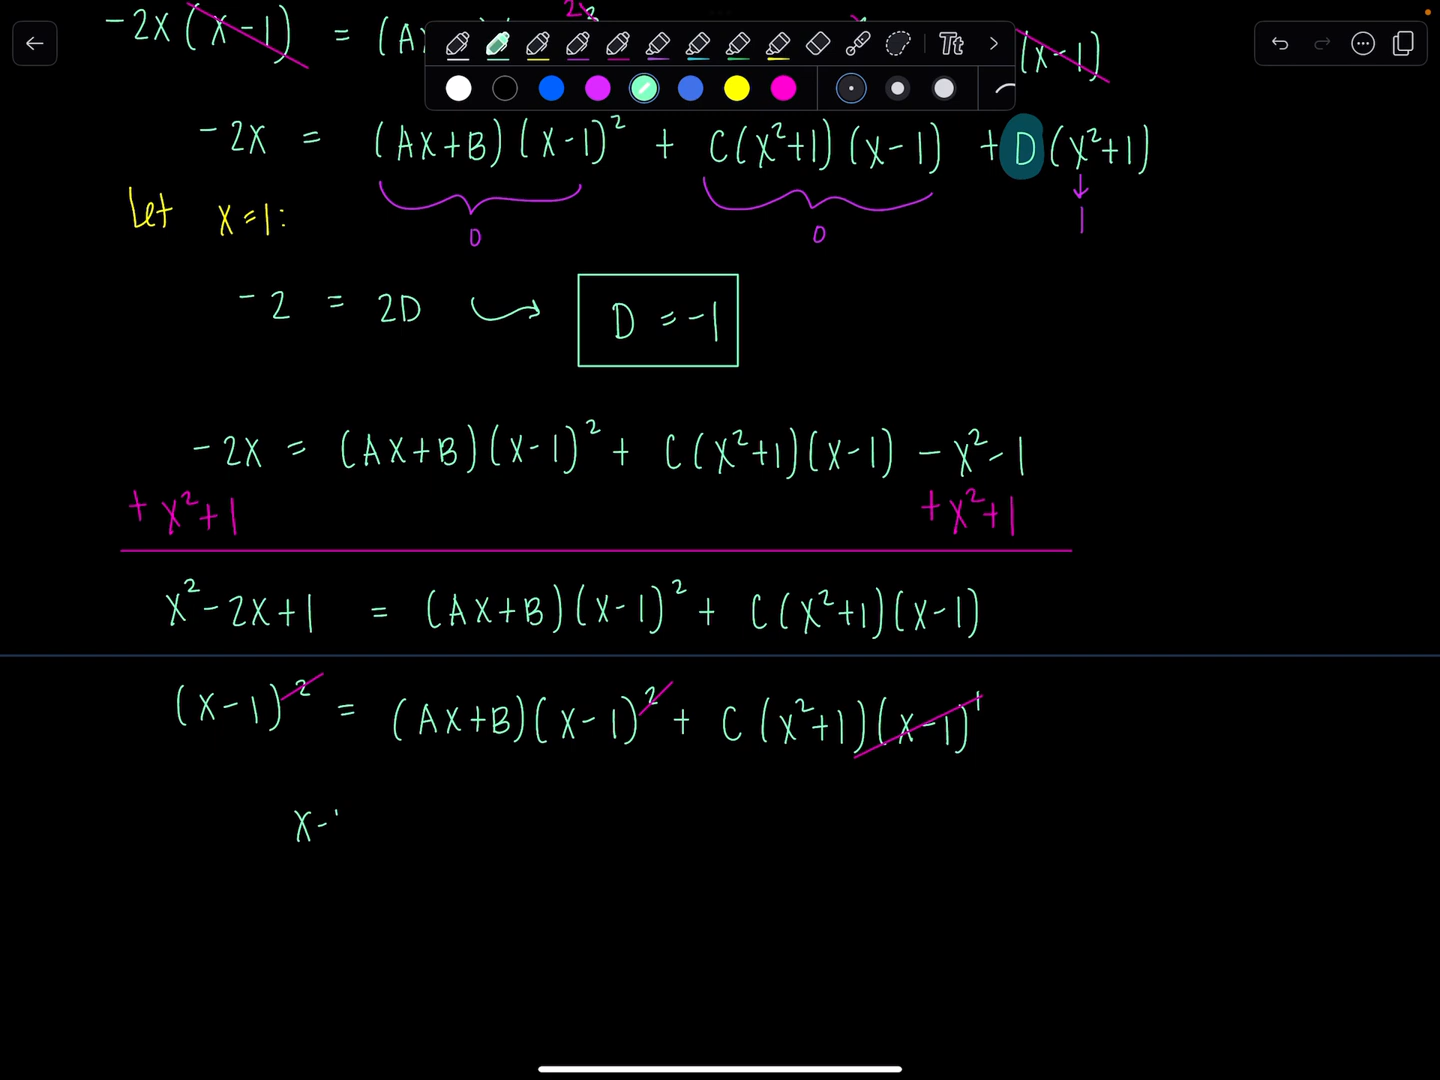 -2x(x-1) = (A
(x-1)
-2x = (Ax+B)(x-1)² + C(x²+1)(x-1) + D(x²+1)
Let x=1:
0 0 1
-2 = 2D D = -1
-2x = (Ax+B)(x-1)² + C(x²+1)(x-1) - x² - 1
+ x² + 1 + x² + 1
x² - 2x + 1 = (Ax+B)(x-1)² + C(x²+1)(x-1)
(x-1)² = (Ax+B)(x-1)² + C(x²+1)(x-1)¹
x-
Tt